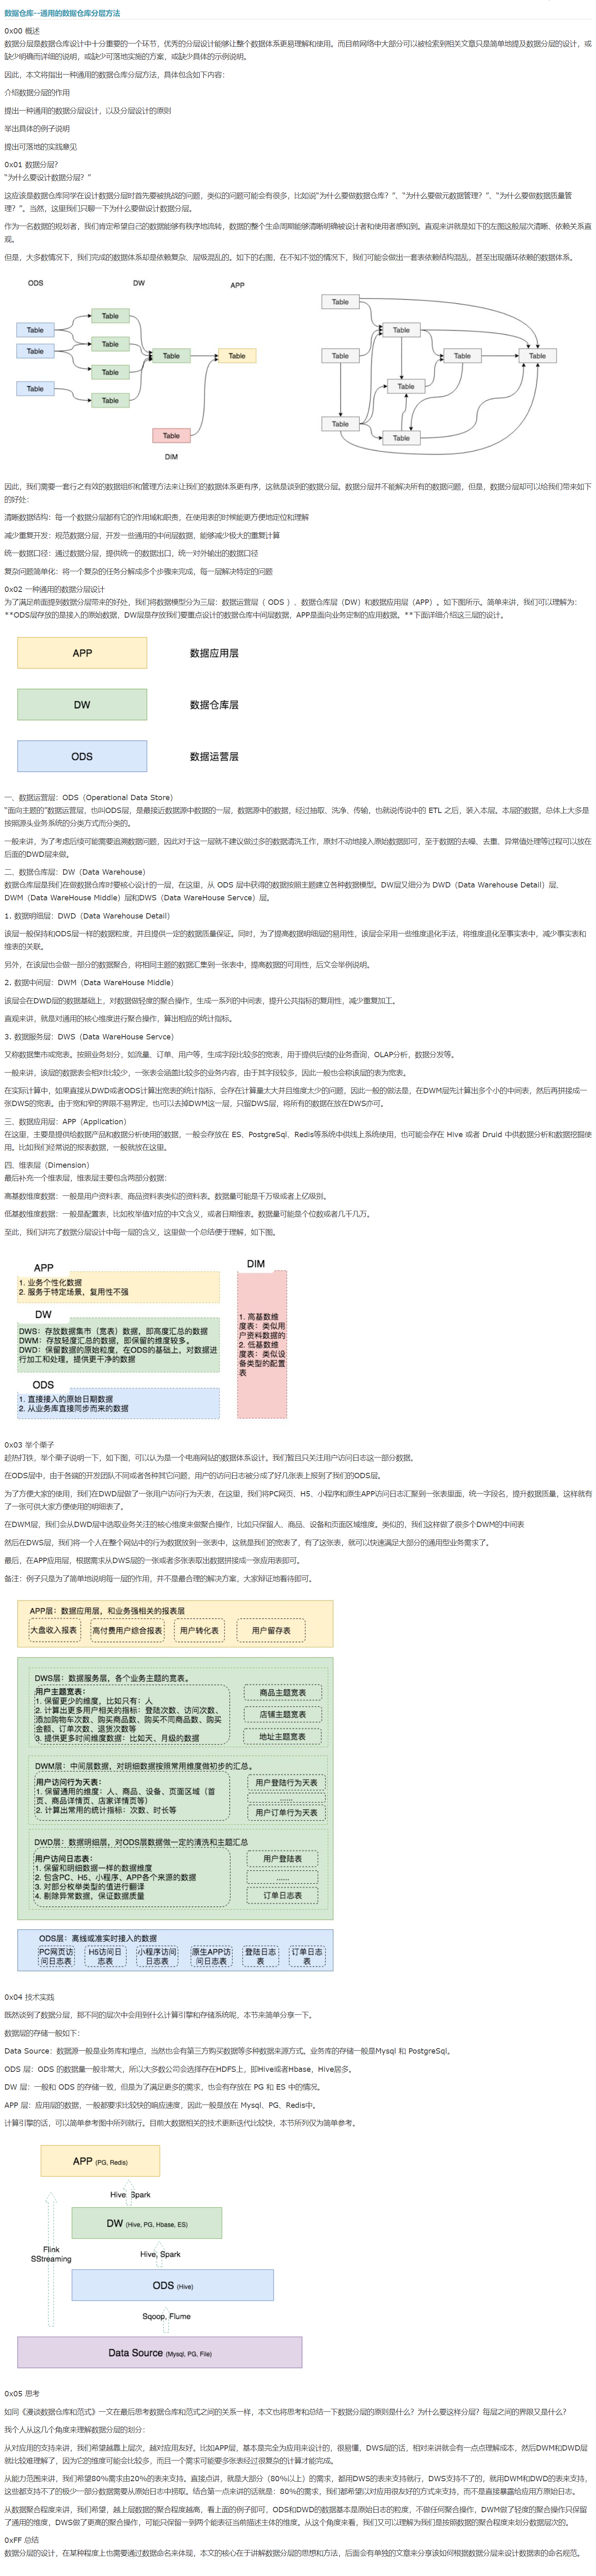 数据仓库--通用的数据仓库分层方法
0x00 概述
数据分层是数据仓库设计中十分重要的一个环节，优秀的分层设计能够让整个数据体系更易理解和使用。而目前网络中大部分可以被检索到相关文章只是简单地提及数据分层的设计，或
缺少明确而详细的说明，或缺少可落地实施的方案，或缺少具体的示例说明。
因此，本文将指出一种通用的数据仓库分层方法，具体包含如下内容：
介绍数据分层的作用
提出一种通用的数据分层设计，以及分层设计的原则
举出具体的例子说明
提出可落地的实践意见
0x01 数据分层？
“为什么要设计数据分层？”
这应该是数据仓库同学在设计数据分层时首先要被挑战的问题，类似的问题可能会有很多，比如说“为什么要做数据仓库？”、“为什么要做元数据管理？”、“为什么要做数据质量管
理？”。当然，这里我们只聊一下为什么要做设计数据分层。
作为一名数据的规划者，我们肯定希望自己的数据能够有秩序地流转，数据的整个生命周期能够清晰明确被设计者和使用者感知到。直观来讲就是如下的左图这般层次清晰、依赖关系直
观。
但是，大多数情况下，我们完成的数据体系却是依赖复杂、层级混乱的。如下的右图，在不知不觉的情况下，我们可能会做出一套表依赖结构混乱，甚至出现循环依赖的数据体系。
ODS
DW
APP
Table
Table
Table
Table
Table
Table
Table
Table
Table
Table
DIM
Table
Table
Table
Table
Table
Table
Table
Table
因此，我们需要一套行之有效的数据组织和管理方法来让我们的数据体系更有序，这就是谈到的数据分层。数据分层并不能解决所有的数据问题，但是，数据分层却可以给我们带来如下
的好处：
清晰数据结构：每一个数据分层都有它的作用域和职责，在使用表的时候能更方便地定位和理解
减少重复开发：规范数据分层，开发一些通用的中间层数据，能够减少极大的重复计算
统一数据口径：通过数据分层，提供统一的数据出口，统一对外输出的数据口径
复杂问题简单化：将一个复杂的任务分解成多个步骤来完成，每一层解决特定的问题
0x02 一种通用的数据分层设计
为了满足前面提到数据分层带来的好处，我们将数据模型分为三层：数据运营层（ ODS ）、数据仓库层（DW）和数据应用层（APP）。如下图所示。简单来讲，我们可以理解为：
**ODS层存放的是接入的原始数据，DW层是存放我们要重点设计的数据仓库中间层数据，APP是面向业务定制的应用数据。**下面详细介绍这三层的设计。
APP 数据应用层
DW 数据仓库层
ODS 数据运营层
一、数据运营层：ODS（Operational Data Store）
“面向主题的”数据运营层，也叫ODS层，是最接近数据源中数据的一层，数据源中的数据，经过抽取、洗净、传输，也就说传说中的 ETL 之后，装入本层。本层的数据，总体上大多是
按照源头业务系统的分类方式而分类的。
一般来讲，为了考虑后续可能需要追溯数据问题，因此对于这一层就不建议做过多的数据清洗工作，原封不动地接入原始数据即可，至于数据的去噪、去重、异常值处理等过程可以放在
后面的DWD层来做。
二、数据仓库层：DW（Data Warehouse）
数据仓库层是我们在做数据仓库时要核心设计的一层，在这里，从 ODS 层中获得的数据按照主题建立各种数据模型。DW层又细分为 DWD（Data Warehouse Detail）层、
DWM（Data WareHouse Middle）层和DWS（Data WareHouse Servce）层。
1. 数据明细层：DWD（Data Warehouse Detail）
该层一般保持和ODS层一样的数据粒度，并且提供一定的数据质量保证。同时，为了提高数据明细层的易用性，该层会采用一些维度退化手法，将维度退化至事实表中，减少事实表和
维表的关联。
另外，在该层也会做一部分的数据聚合，将相同主题的数据汇集到一张表中，提高数据的可用性，后文会举例说明。
2. 数据中间层：DWM（Data WareHouse Middle）
该层会在DWD层的数据基础上，对数据做轻度的聚合操作，生成一系列的中间表，提升公共指标的复用性，减少重复加工。
直观来讲，就是对通用的核心维度进行聚合操作，算出相应的统计指标。
3. 数据服务层：DWS（Data WareHouse Servce）
又称数据集市或宽表。按照业务划分，如流量、订单、用户等，生成字段比较多的宽表，用于提供后续的业务查询，OLAP分析，数据分发等。
一般来讲，该层的数据表会相对比较少，一张表会涵盖比较多的业务内容，由于其字段较多，因此一般也会称该层的表为宽表。
在实际计算中，如果直接从DWD或者ODS计算出宽表的统计指标，会存在计算量太大并且维度太少的问题，因此一般的做法是，在DWM层先计算出多个小的中间表，然后再拼接成一
张DWS的宽表。由于宽和窄的界限不易界定，也可以去掉DWM这一层，只留DWS层，将所有的数据在放在DWS亦可。
三、数据应用层：APP（Application）
在这里，主要是提供给数据产品和数据分析使用的数据，一般会存放在 ES、PostgreSql、Redis等系统中供线上系统使用，也可能会存在 Hive 或者 Druid 中供数据分析和数据挖掘使
用。比如我们经常说的报表数据，一般就放在这里。
四、维表层（Dimension）
最后补充一个维表层，维表层主要包含两部分数据：
高基数维度数据：一般是用户资料表、商品资料表类似的资料表。数据量可能是千万级或者上亿级别。
低基数维度数据：一般是配置表，比如枚举值对应的中文含义，或者日期维表。数据量可能是个位数或者几千几万。
至此，我们讲完了数据分层设计中每一层的含义，这里做一个总结便于理解，如下图。
APP
1. 业务个性化数据
2. 服务于特定场景，复用性不强
DW
DWS：存放数据集市（宽表）数据，即高度汇总的数据
DWM：存放轻度汇总的数据，即保留的维度较多。
DWD：保留数据的原始粒度，在ODS的基础上，对数据进
行加工和处理，提供更干净的数据
ODS
1. 直接接入的原始日期数据
2. 从业务库直接同步而来的数据
DIM
1. 高基数维
度表：类似用
户资料数据的
2. 低基数维
度表：类似设
备类型的配置
表
0x03 举个栗子
趁热打铁，举个栗子说明一下，如下图，可以认为是一个电商网站的数据体系设计。我们暂且只关注用户访问日志这一部分数据。
在ODS层中，由于各端的开发团队不同或者各种其它问题，用户的访问日志被分成了好几张表上报到了我们的ODS层。
为了方便大家的使用，我们在DWD层做了一张用户访问行为天表，在这里，我们将PC网页、H5、小程序和原生APP访问日志汇聚到一张表里面，统一字段名，提升数据质量，这样就有
了一张可供大家方便使用的明细表了。
在DWM层，我们会从DWD层中选取业务关注的核心维度来做聚合操作，比如只保留人、商品、设备和页面区域维度。类似的，我们这样做了很多个DWM的中间表
然后在DWS层，我们将一个人在整个网站中的行为数据放到一张表中，这就是我们的宽表了，有了这张表，就可以快速满足大部分的通用型业务需求了。
最后，在APP应用层，根据需求从DWS层的一张或者多张表取出数据拼接成一张应用表即可。
备注：例子只是为了简单地说明每一层的作用，并不是最合理的解决方案，大家辩证地看待即可。
APP层：数据应用层，和业务强相关的报表层
大盘收入报表 高付费用户综合报表 用户转化表 用户留存表
DWS层：数据服务层，各个业务主题的宽表。
用户主题宽表：
1. 保留更少的维度，比如只有：人
2. 计算出更多用户相关的指标：登陆次数、访问次数、
添加购物车次数、购买商品数、购买不同商品数、购买
金额、订单次数、退货次数等
3. 提供更多时间维度数据：比如天、月级的数据
商品主题宽表
店铺主题宽表
地址主题宽表
DWM层：中间层数据，对明细数据按照常用维度做初步的汇总。
用户访问行为天表：
1. 保留通用的维度：人、商品、设备、页面区域（首
页、商品详情页、店家详情页等）
2. 计算出常用的统计指标：次数、时长等
用户登陆行为天表
……
用户订单行为天表
DWD层：数据明细层，对ODS层数据做一定的清洗和主题汇总
用户访问日志表：
1. 保留和明细数据一样的数据维度
2. 包含PC、H5、小程序、APP各个来源的数据
3. 对部分枚举类型的值进行翻译
4. 剔除异常数据，保证数据质量
用户登陆表
……
订单日志表
ODS层：离线或准实时接入的数据
PC网页访
问日志表
H5访问日
志表
小程序访问
日志表
原生APP访
问日志表
登陆日志
表
订单日志
表
0x04 技术实践
既然谈到了数据分层，那不同的层次中会用到什么计算引擎和存储系统呢，本节来简单分享一下。
数据层的存储一般如下：
Data Source：数据源一般是业务库和埋点，当然也会有第三方购买数据等多种数据来源方式。业务库的存储一般是Mysql 和 PostgreSql。
ODS 层：ODS 的数据量一般非常大，所以大多数公司会选择存在HDFS上，即Hive或者Hbase，Hive居多。
DW 层：一般和 ODS 的存储一致，但是为了满足更多的需求，也会有存放在 PG 和 ES 中的情况。
APP 层：应用层的数据，一般都要求比较快的响应速度，因此一般是放在 Mysql、PG、Redis中。
计算引擎的话，可以简单参考图中所列就行。目前大数据相关的技术更新迭代比较快，本节所列仅为简单参考。
APP (PG, Redis)
Hive, Spark
DW (Hive, PG, Hbase, ES)
Flink
SStreaming
Hive, Spark
ODS (Hive)
Sqoop, Flume
Data Source (Mysql, PG, File)
0x05 思考
如同《漫谈数据仓库和范式》一文在最后思考数据仓库和范式之间的关系一样，本文也将思考和总结一下数据分层的原则是什么？为什么要这样分层？每层之间的界限又是什么？
我个人从这几个角度来理解数据分层的划分：
从对应用的支持来讲，我们希望越靠上层次，越对应用友好。比如APP层，基本是完全为应用来设计的，很易懂，DWS层的话，相对来讲就会有一点点理解成本，然后DWM和DWD层
就比较难理解了，因为它的维度可能会比较多，而且一个需求可能要多张表经过很复杂的计算才能完成。
从能力范围来讲，我们希望80%需求由20%的表来支持。直接点讲，就是大部分（80%以上）的需求，都用DWS的表来支持就行，DWS支持不了的，就用DWM和DWD的表来支持，
这些都支持不了的极少一部分数据需要从原始日志中捞取。结合第一点来讲的话就是：80%的需求，我们都希望以对应用很友好的方式来支持，而不是直接暴露给应用方原始日志。
从数据聚合程度来讲，我们希望，越上层数据的聚合程度越高，看上面的例子即可，ODS和DWD的数据基本是原始日志的粒度，不做任何聚合操作，DWM做了轻度的聚合操作只保留
了通用的维度，DWS做了更高的聚合操作，可能只保留一到两个能表征当前描述主体的维度。从这个角度来看，我们又可以理解为我们是按照数据的聚合程度来划分数据层次的。
0xFF 总结
数据分层的设计，在某种程度上也需要通过数据命名来体现，本文的核心在于讲解数据分层的思想和方法，后面会有单独的文章来分享该如何根据数据分层来设计数据表的命名规范。